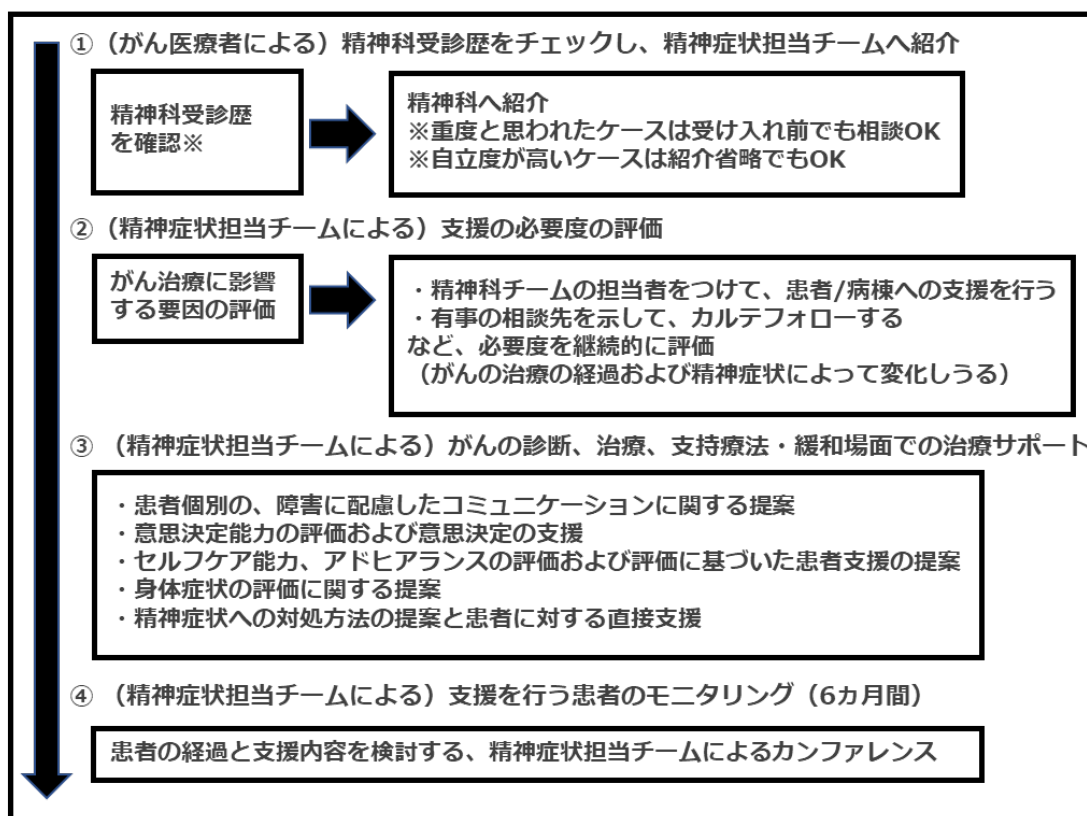 ①（がん医療者による）精神科受診歴をチェックし、精神症状担当チームへ紹介
精神科受診歴
を確認※
精神科へ紹介
※重度と思われたケースは受け入れ前でも相談OK
※自立度が高いケースは紹介省略でもOK
②（精神症状担当チームによる）支援の必要度の評価
がん治療に影響
する要因の評価
・精神科チームの担当者をつけて、患者/病棟への支援を行う
・有事の相談先を示して、カルテフォローする
など、必要度を継続的に評価
（がんの治療の経過および精神症状によって変化しうる）
③ （精神症状担当チームによる）がんの診断、治療、支持療法・緩和場面での治療サポート
・患者個別の、障害に配慮したコミュニケーションに関する提案
・意思決定能力の評価および意思決定の支援
・セルフケア能力、アドヒアランスの評価および評価に基づいた患者支援の提案
・身体症状の評価に関する提案
・精神症状への対処方法の提案と患者に対する直接支援
④ （精神症状担当チームによる）支援を行う患者のモニタリング（6カ月間）
患者の経過と支援内容を検討する、精神症状担当チームによるカンファレンス